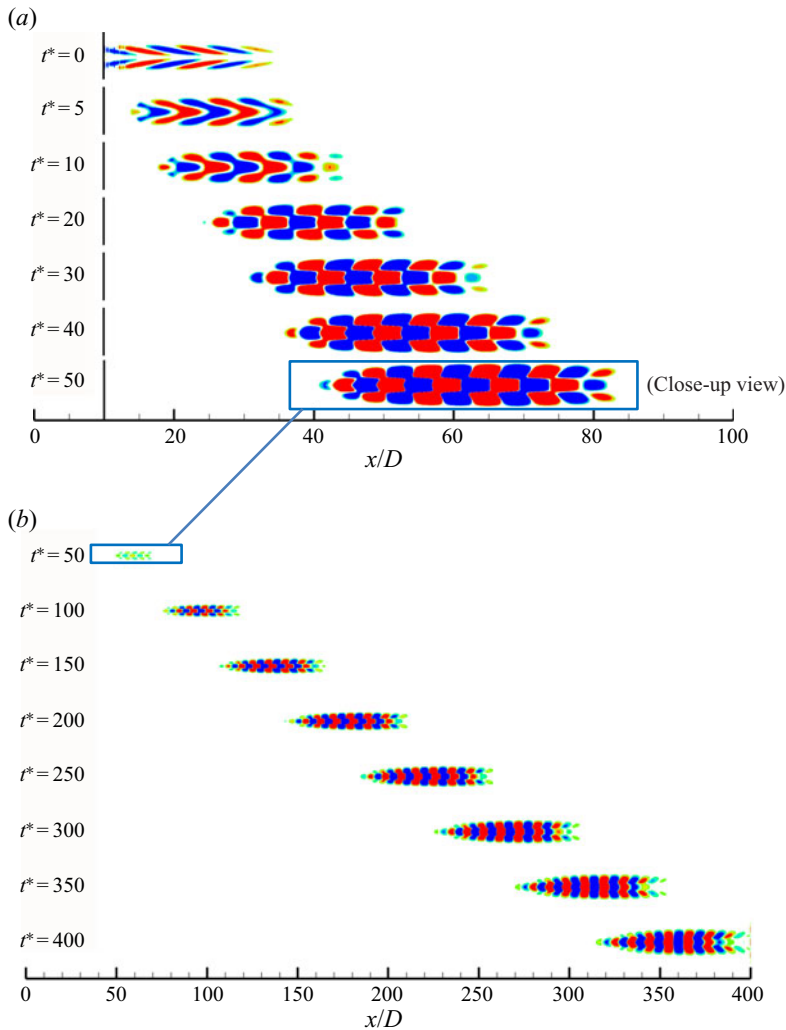 (a)
t* = 0
t* = 5
t* = 10
t* = 20
t* = 30
t* = 40
t* = 50
(Close-up view)
0 20 40 60 80 100
x/D
(b)
t* = 50
t* = 100
t* = 150
t* = 200
t* = 250
t* = 300
t* = 350
t* = 400
0 50 100 150 200 250 300 350 400
x/D